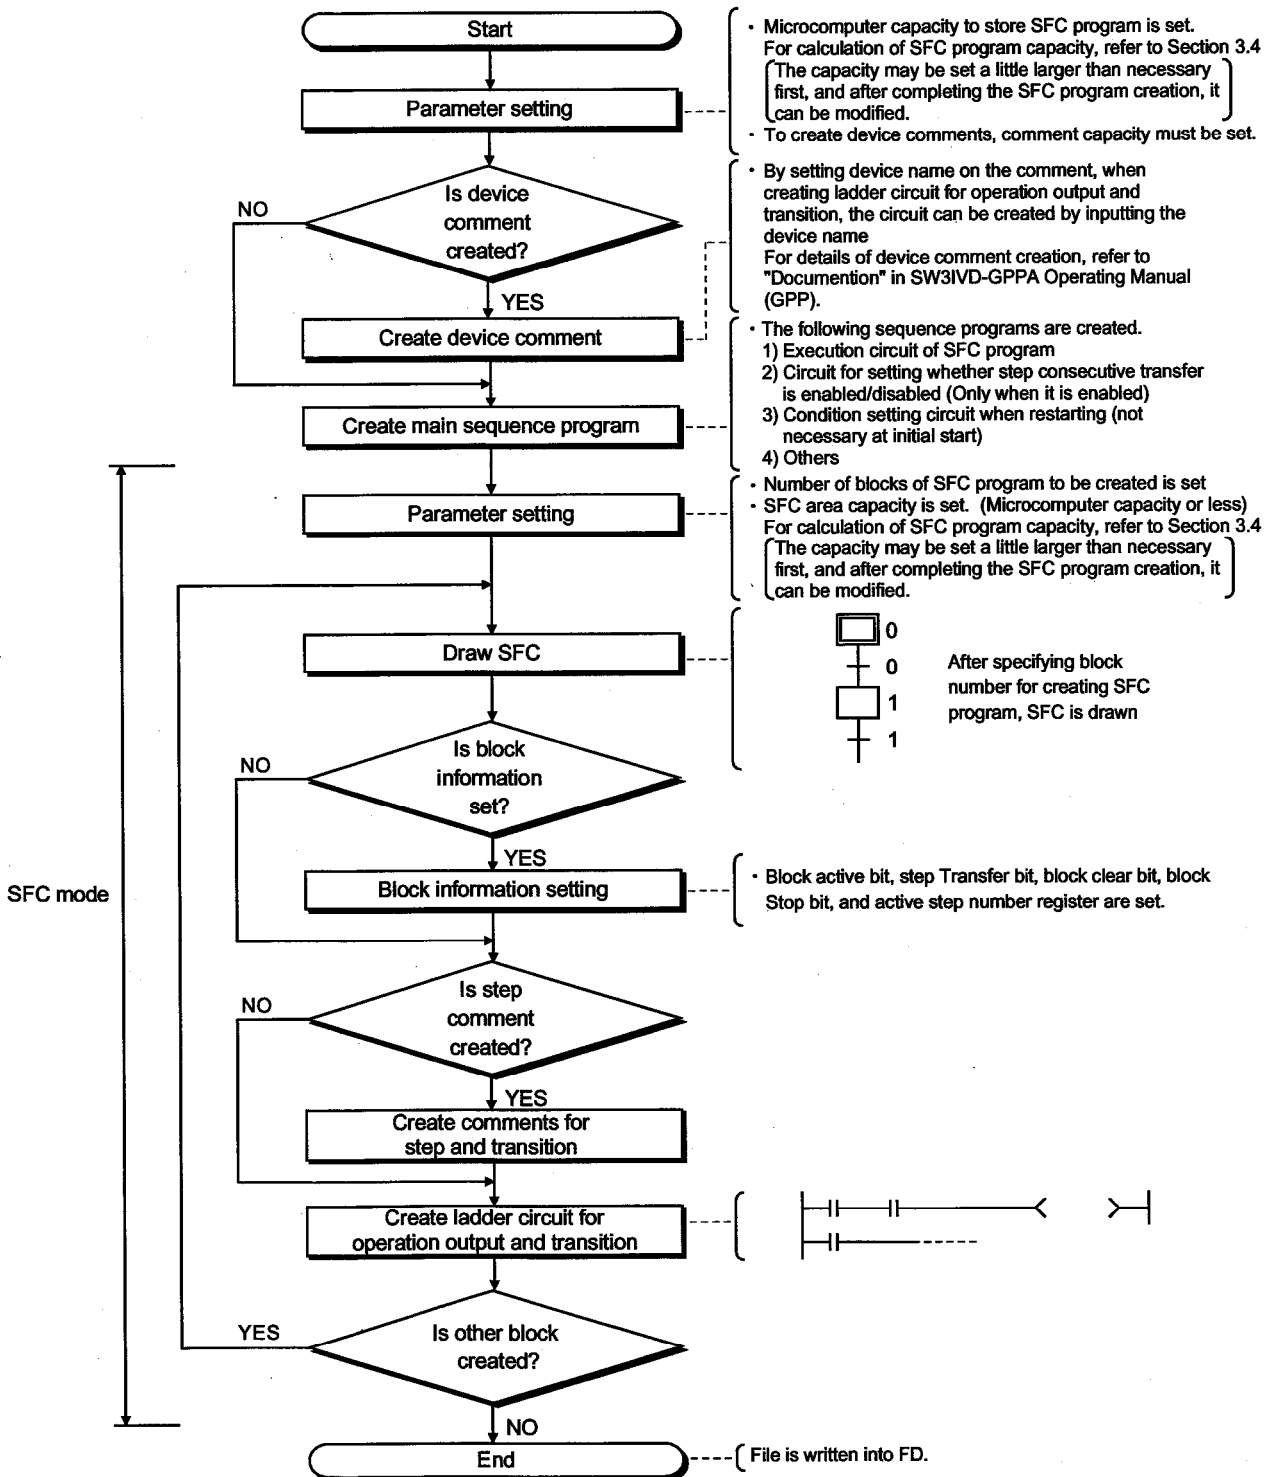 Start
· Microcomputer capacity to store SFC program is set.
For calculation of SFC program capacity, refer to Section 3.4
The capacity may be set a little larger than necessary
first, and after completing the SFC program creation, it
can be modified.
· To create device comments, comment capacity must be set.
Parameter setting
Is device
comment
created?
NO
YES
· By setting device name on the comment, when
creating ladder circuit for operation output and
transition, the circuit can be created by inputting the
device name
For details of device comment creation, refer to
"Documention" in SW3IVD-GPPA Operating Manual
(GPP).
Create device comment
· The following sequence programs are created.
1) Execution circuit of SFC program
2) Circuit for setting whether step consecutive transfer
is enabled/disabled (Only when it is enabled)
3) Condition setting circuit when restarting (not
necessary at initial start)
4) Others
Create main sequence program
Parameter setting
· Number of blocks of SFC program to be created is set
· SFC area capacity is set. (Microcomputer capacity or less)
For calculation of SFC program capacity, refer to Section 3.4
The capacity may be set a little larger than necessary
first, and after completing the SFC program creation, it
can be modified.
Draw SFC
0
0
1
1
After specifying block
number for creating SFC
program, SFC is drawn
Is block
information
set?
NO
YES
SFC mode
Block information setting
· Block active bit, step Transfer bit, block clear bit, block
Stop bit, and active step number register are set.
Is step
comment
created?
NO
YES
Create comments for
step and transition
Create ladder circuit for
operation output and transition
Is other block
created?
YES
NO
End
File is written into FD.